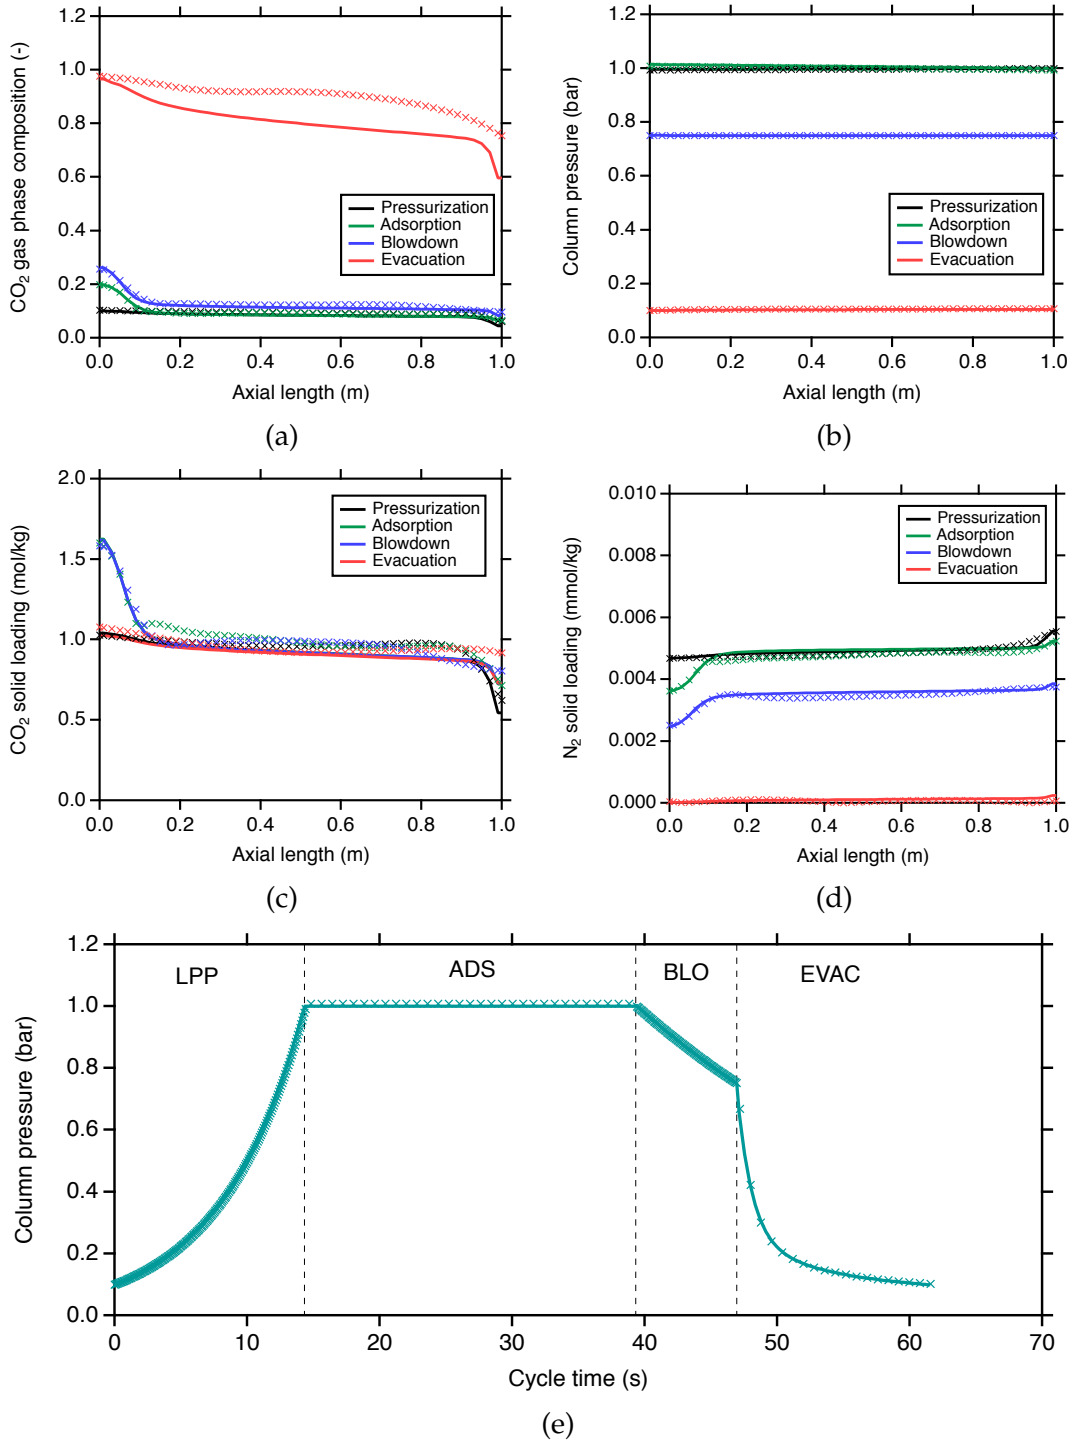 1.2
1.0
0.8
0.6
0.4
0.2
0.0
CO2 gas phase composition (-)
Pressurization
Adsorption
Blowdown
Evacuation
0.0 0.2 0.4 0.6 0.8 1.0
Axial length (m)
(a)
1.2
1.0
0.8
0.6
0.4
0.2
0.0
Column pressure (bar)
Pressurization
Adsorption
Blowdown
Evacuation
0.0 0.2 0.4 0.6 0.8 1.0
Axial length (m)
(b)
2.0
1.5
1.0
0.5
0.0
CO2 solid loading (mol/kg)
Pressurization
Adsorption
Blowdown
Evacuation
0.0 0.2 0.4 0.6 0.8 1.0
Axial length (m)
(c)
0.010
0.008
0.006
0.004
0.002
0.000
N2 solid loading (mmol/kg)
Pressurization
Adsorption
Blowdown
Evacuation
0.0 0.2 0.4 0.6 0.8 1.0
Axial length (m)
(d)
1.2
1.0
0.8
0.6
0.4
0.2
0.0
Column pressure (bar)
LPP ADS BLO EVAC
0 10 20 30 40 50 60 70
Cycle time (s)
(e)